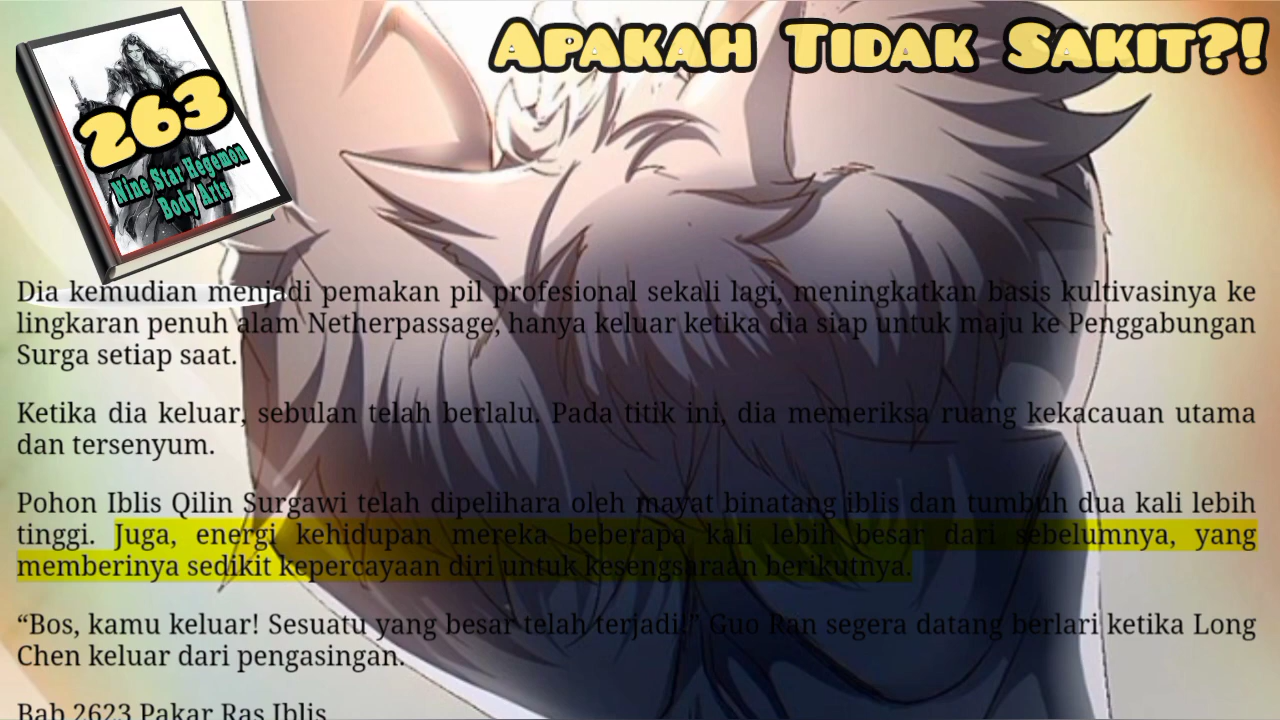 Apakah Tidak Sakit?!
263
Nine Star Hegemon
Body Arts
Dia kemudian menjadi pemakan pil profesional sekali lagi, meningkatkan basis kultivasinya ke
lingkaran penuh alam Netherpassage, hanya keluar ketika dia siap untuk maju ke Penggabungan
Surga setiap saat.
Ketika dia keluar, sebulan telah berlalu. Pada titik ini, dia memeriksa ruang kekacauan utama
dan tersenyum.
Pohon Iblis Qilin Surgawi telah dipelihara oleh mayat binatang iblis dan tumbuh dua kali lebih
tinggi. Juga, energi kehidupan mereka beberapa kali lebih besar dari sebelumnya, yang
memberinya sedikit kepercayaan diri untuk kesengsaraan berikutnya.
“Bos, kamu keluar! Sesuatu yang besar telah terjadi!” Guo Ran segera datang berlari ketika Long
Chen keluar dari pengasingan.
Bab 2623 Pakar Ras Iblis